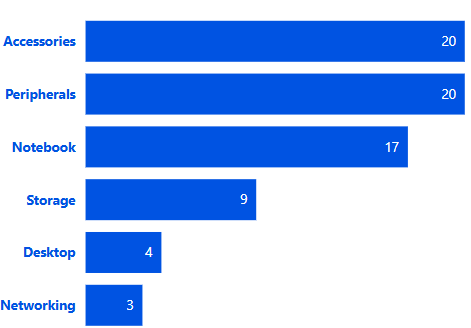 Accessories 20
Peripherals 20
Notebook 17
Storage 9
Desktop 4
Networking 3